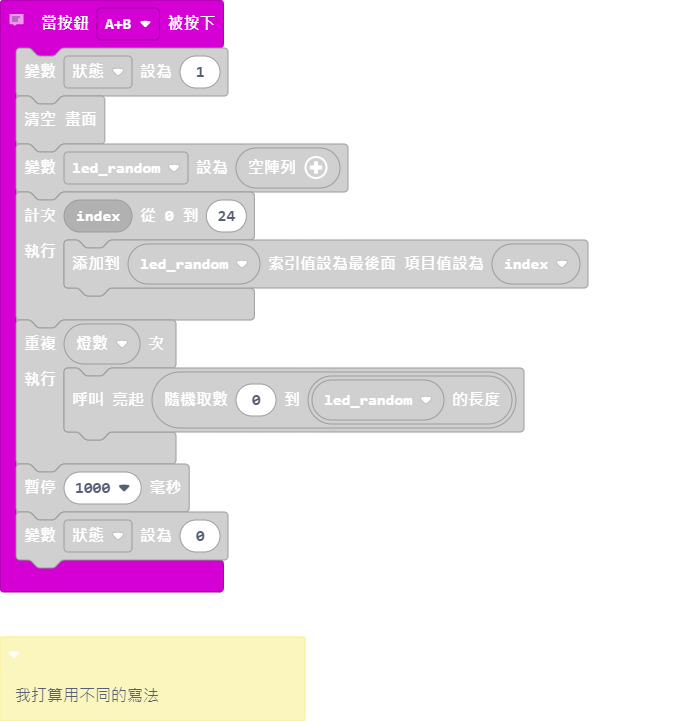 當按鈕 A+B 被按下
變數 狀態 設為 1
清空 畫面
變數 led_random 設為 空陣列
計次 index 從 0 到 24
執行 添加到 led_random 索引值設為最後面 項目值設為 index
重複 燈數 次
執行 呼叫 亮起 隨機取數 0 到 led_random 的長度
暫停 1000 毫秒
變數 狀態 設為 0
我打算用不同的寫法